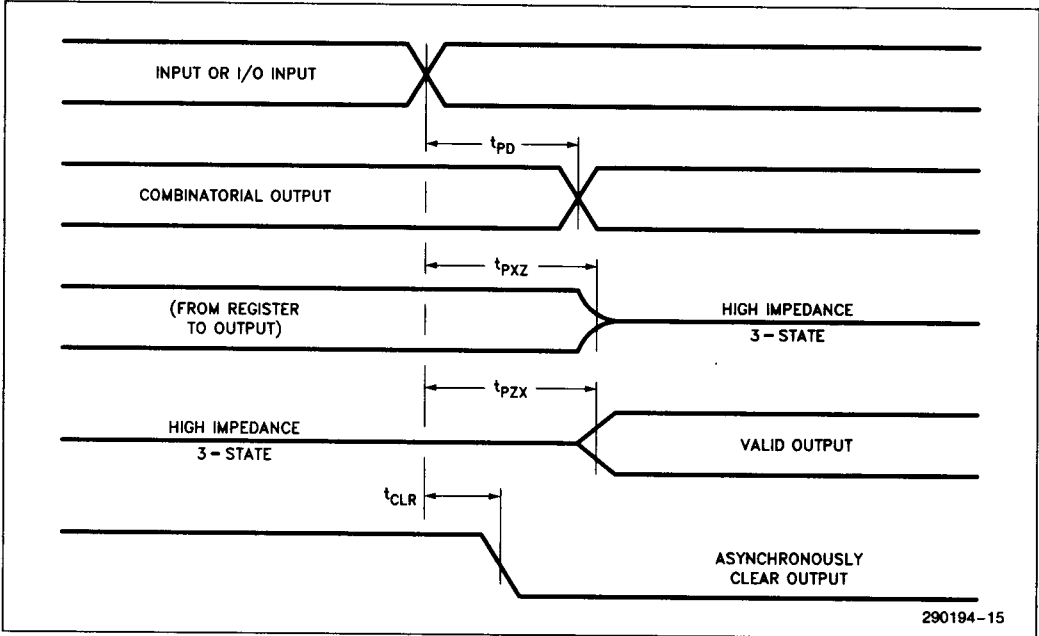 INPUT OR I/O INPUT
tPD
COMBINATORIAL OUTPUT
tPXZ
(FROM REGISTER
TO OUTPUT)
HIGH IMPEDANCE
3-STATE
tPZX
HIGH IMPEDANCE
3-STATE
VALID OUTPUT
tCLR
ASYNCHRONOUSLY
CLEAR OUTPUT
290194-15